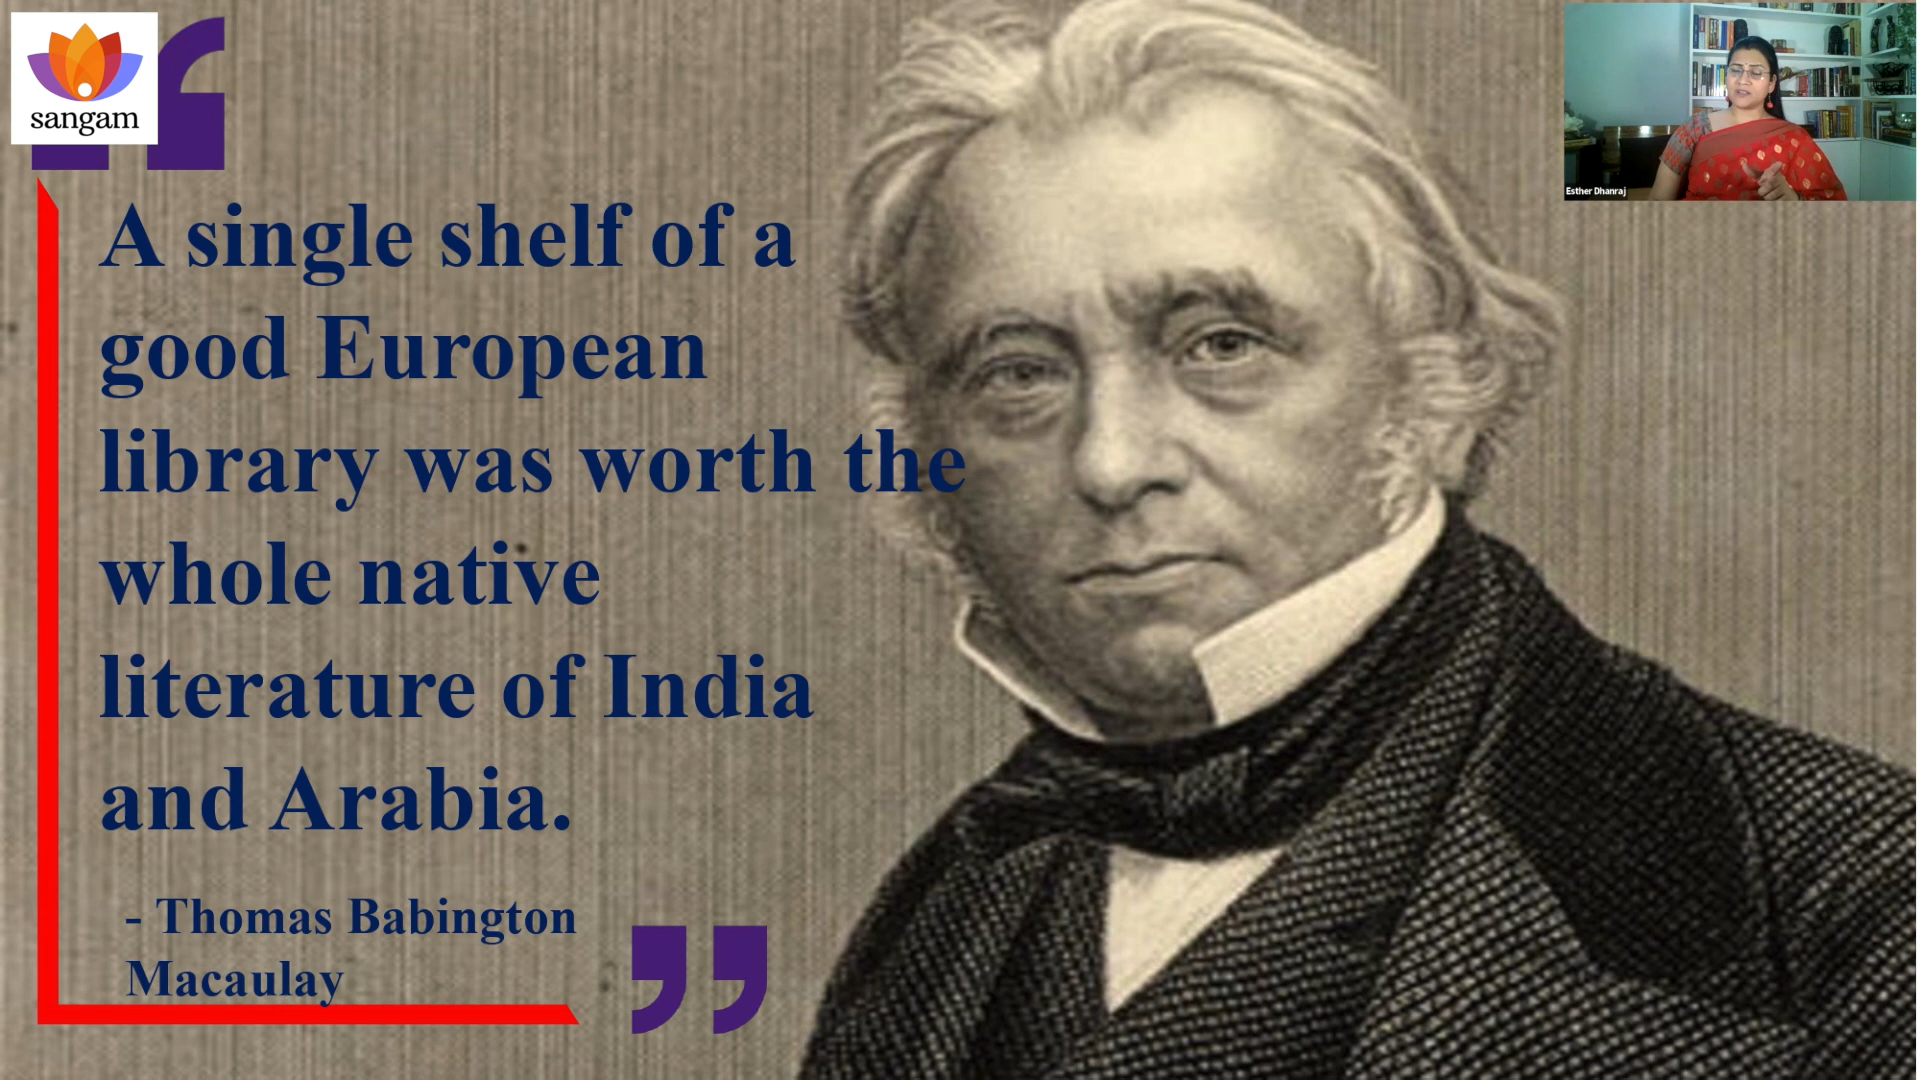 sangam
Esther Dhanraj
A single shelf of a
good European
library was worth the
whole native
literature of India
and Arabia.
- Thomas Babington
Macaulay